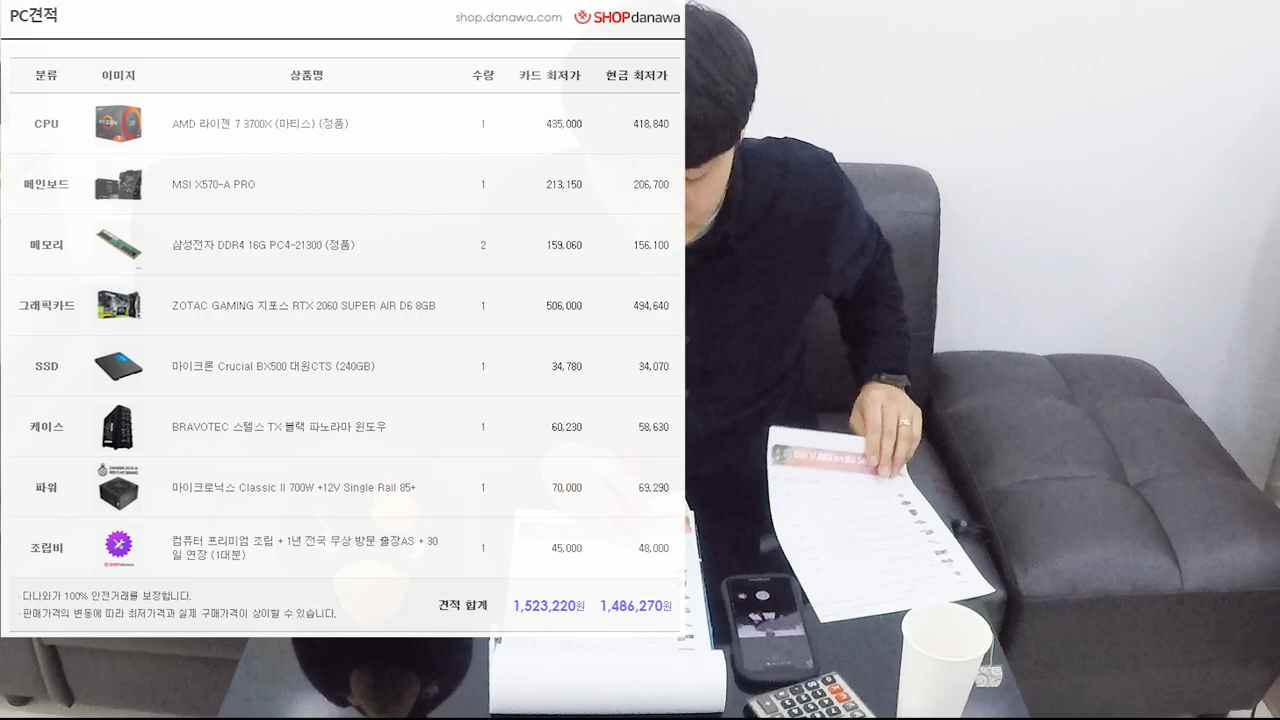 PC견적
shop.danawa.com SHOPdanawa
분류 이미지 상품명 수량 카드 최저가 현금 최저가
CPU AMD 라이젠 7 3700X (마티스) (정품) 1 435,000 418,840
메인보드 MSI X570-A PRO 1 213,150 206,700
메모리 삼성전자 DDR4 16G PC4-21300 (정품) 2 159,060 156,100
그래픽카드 ZOTAC GAMING 지포스 RTX 2060 SUPER AIR D6 8GB 1 506,000 494,640
SSD 마이크론 Crucial BX500 대원CTS (240GB) 1 34,780 34,070
케이스 BRAVOTEC 스텔스 TX 블랙 파노라마 윈도우 1 60,230 58,630
파워 마이크로닉스 Classic II 700W +12V Single Rail 85+ 1 70,000 69,290
조립비 컴퓨터 프리미엄 조립 + 1년 전국 무상 방문 출장AS + 30
일 연장 (1대분) 1 45,000 48,000
· 다나와가 100% 안전거래를 보장합니다.
· 판매가격의 변동에 따라 최저가격과 실제 구매가격이 상이할 수 있습니다.
견적 합계 1,523,220원 1,486,270원